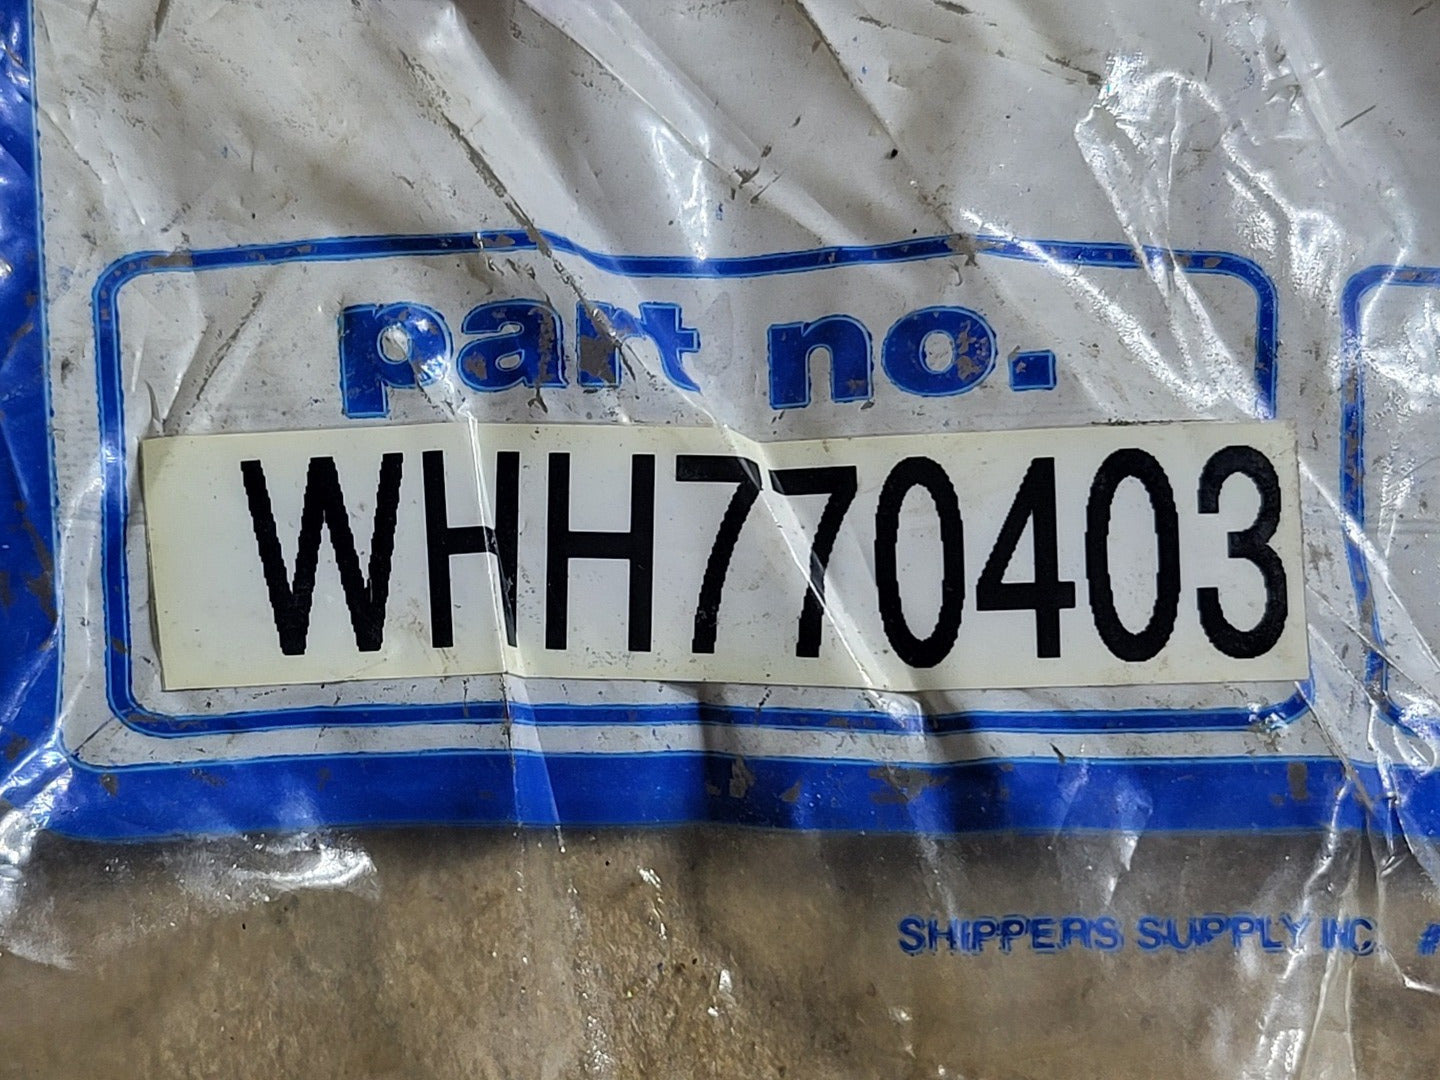 part no.
WHH770403
SHIPPERS SUPPLY INC #